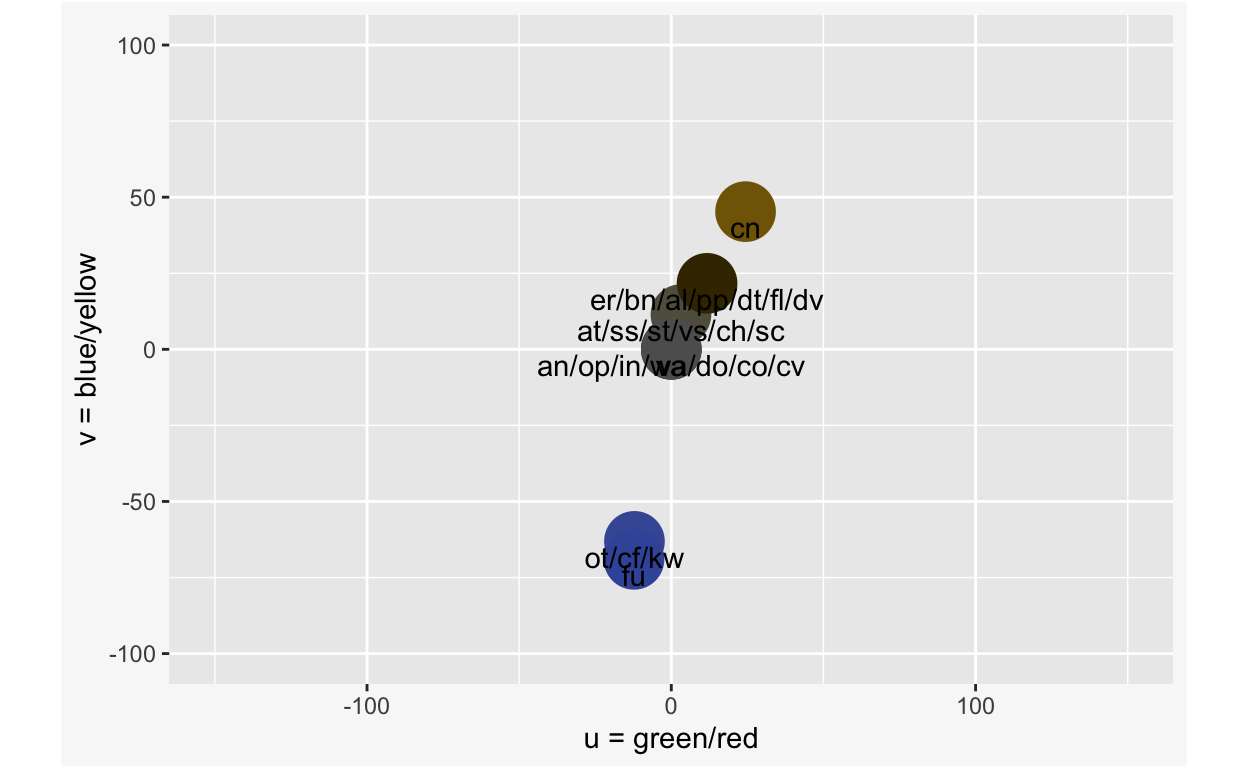 100
50
0
-50
-100
v = blue/yellow
cn
er/bn/al/pp/dt/fl/dv
at/ss/st/vs/ch/sc
an/op/in/ /do/co/cv
ot/cf/kw
fu
-100
0
100
u = green/red